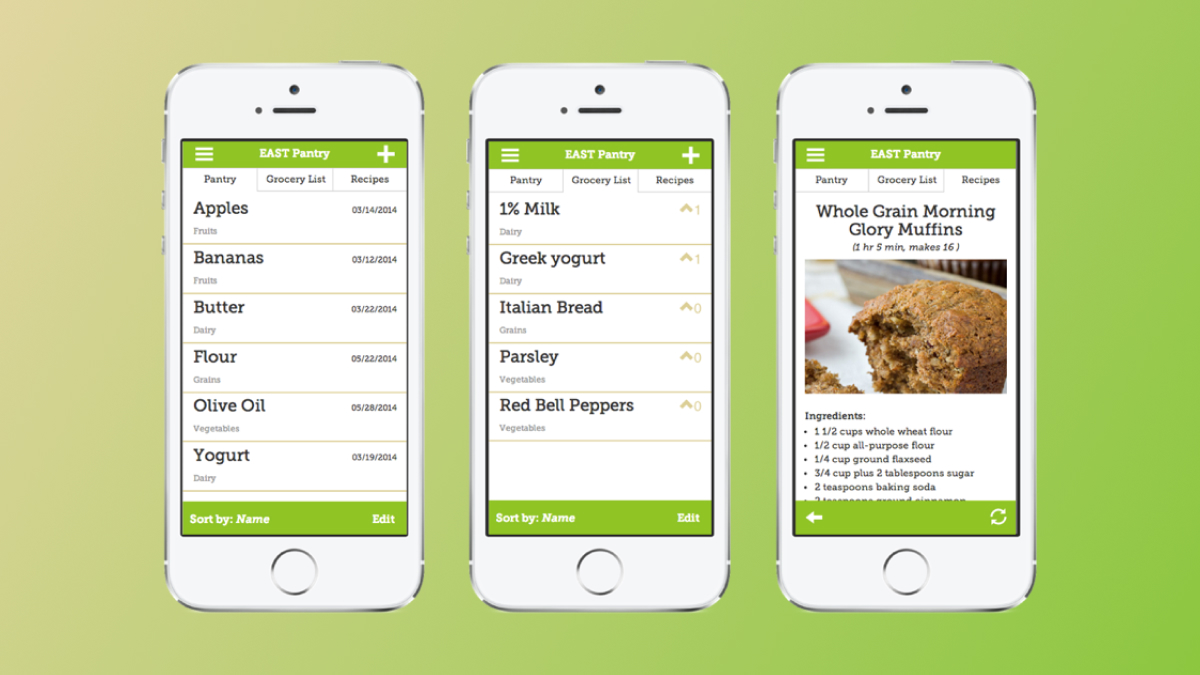 EAST Pantry
Pantry Grocery List Recipes
Apples 03/14/2014
Fruits
Bananas 03/12/2014
Fruits
Butter 03/22/2014
Dairy
Flour 05/22/2014
Grains
Olive Oil 05/28/2014
Vegetables
Yogurt 03/19/2014
Dairy
Sort by: Name Edit
EAST Pantry
Pantry Grocery List Recipes
1% Milk 1
Dairy
Greek yogurt 1
Dairy
Italian Bread 0
Grains
Parsley 0
Vegetables
Red Bell Peppers 0
Vegetables
Sort by: Name Edit
EAST Pantry
Pantry Grocery List Recipes
Whole Grain Morning
Glory Muffins
(1 hr 5 min, makes 16 )
Ingredients:
• 1 1/2 cups whole wheat flour
• 1/2 cup all-purpose flour
• 1/4 cup ground flaxseed
• 3/4 cup plus 2 tablespoons sugar
• 2 teaspoons baking soda
• 2 teaspoons ground cinnamon